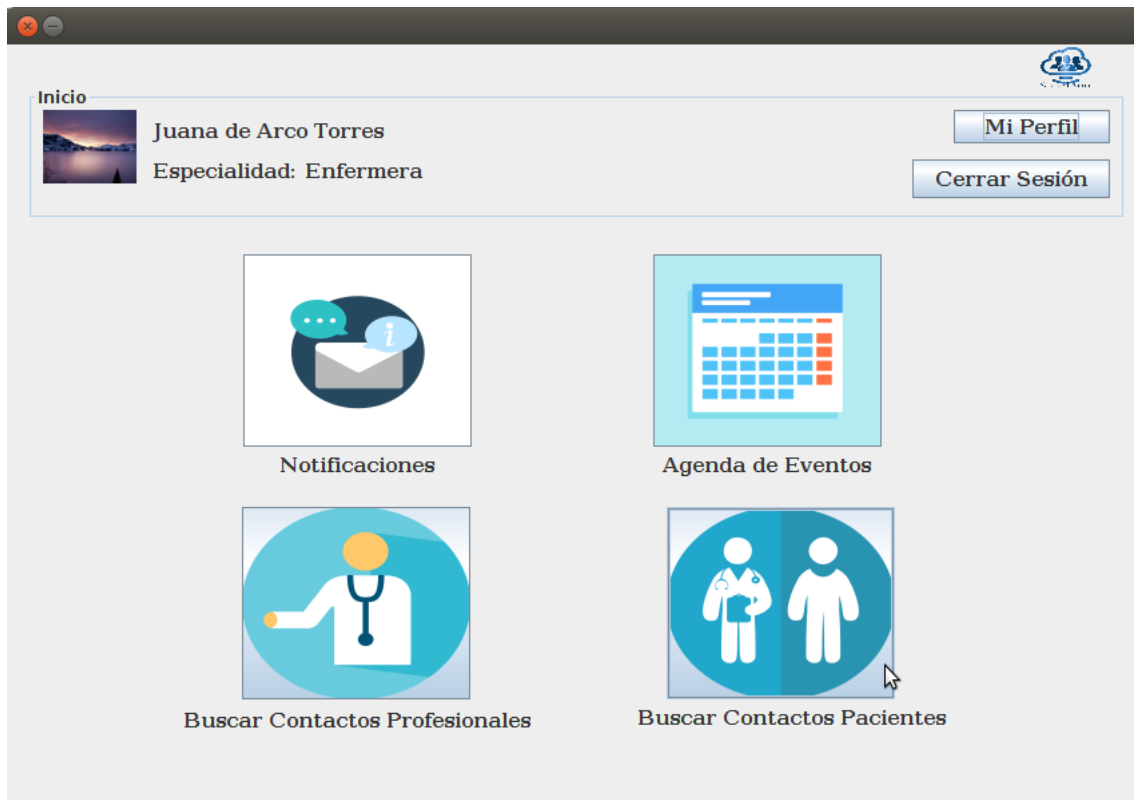 Inicio
Juana de Arco Torres
Mi Perfil
Especialidad: Enfermera
Cerrar Sesión
i
Notificaciones
Agenda de Eventos
Buscar Contactos Profesionales
Buscar Contactos Pacientes